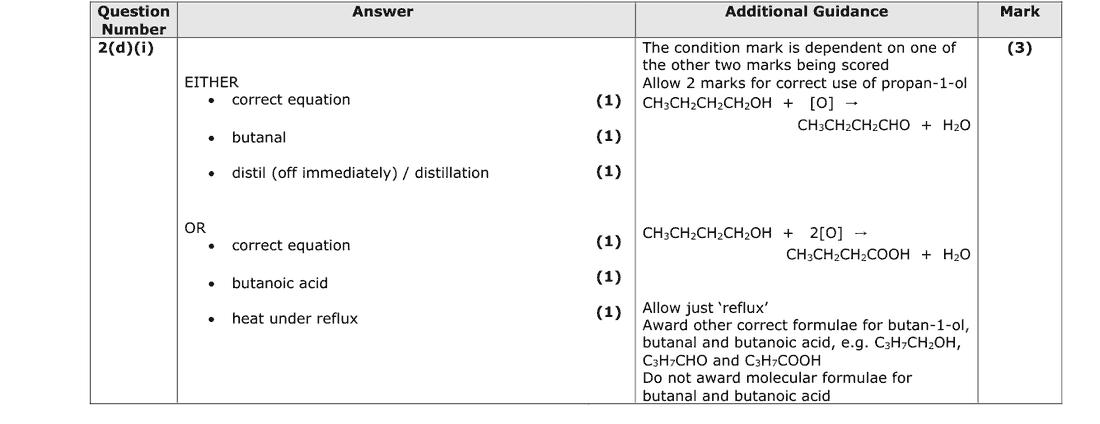 Question Number
Answer
Additional Guidance
Mark
2(d)(i)
EITHER
• correct equation (1)
• butanal (1)
• distil (off immediately) / distillation (1)
OR
• correct equation (1)
• butanoic acid (1)
• heat under reflux (1)
The condition mark is dependent on one of
the other two marks being scored
Allow 2 marks for correct use of propan-1-ol
CH₃CH₂CH₂CH₂OH + [O] →
CH₃CH₂CH₂CHO + H₂O
CH₃CH₂CH₂CH₂OH + 2[O] →
CH₃CH₂CH₂COOH + H₂O
Allow just ‘reflux’
Award other correct formulae for butan-1-ol,
butanal and butanoic acid, e.g. C₃H₇CH₂OH,
C₃H₇CHO and C₃H₇COOH
Do not award molecular formulae for
butanal and butanoic acid
(3)